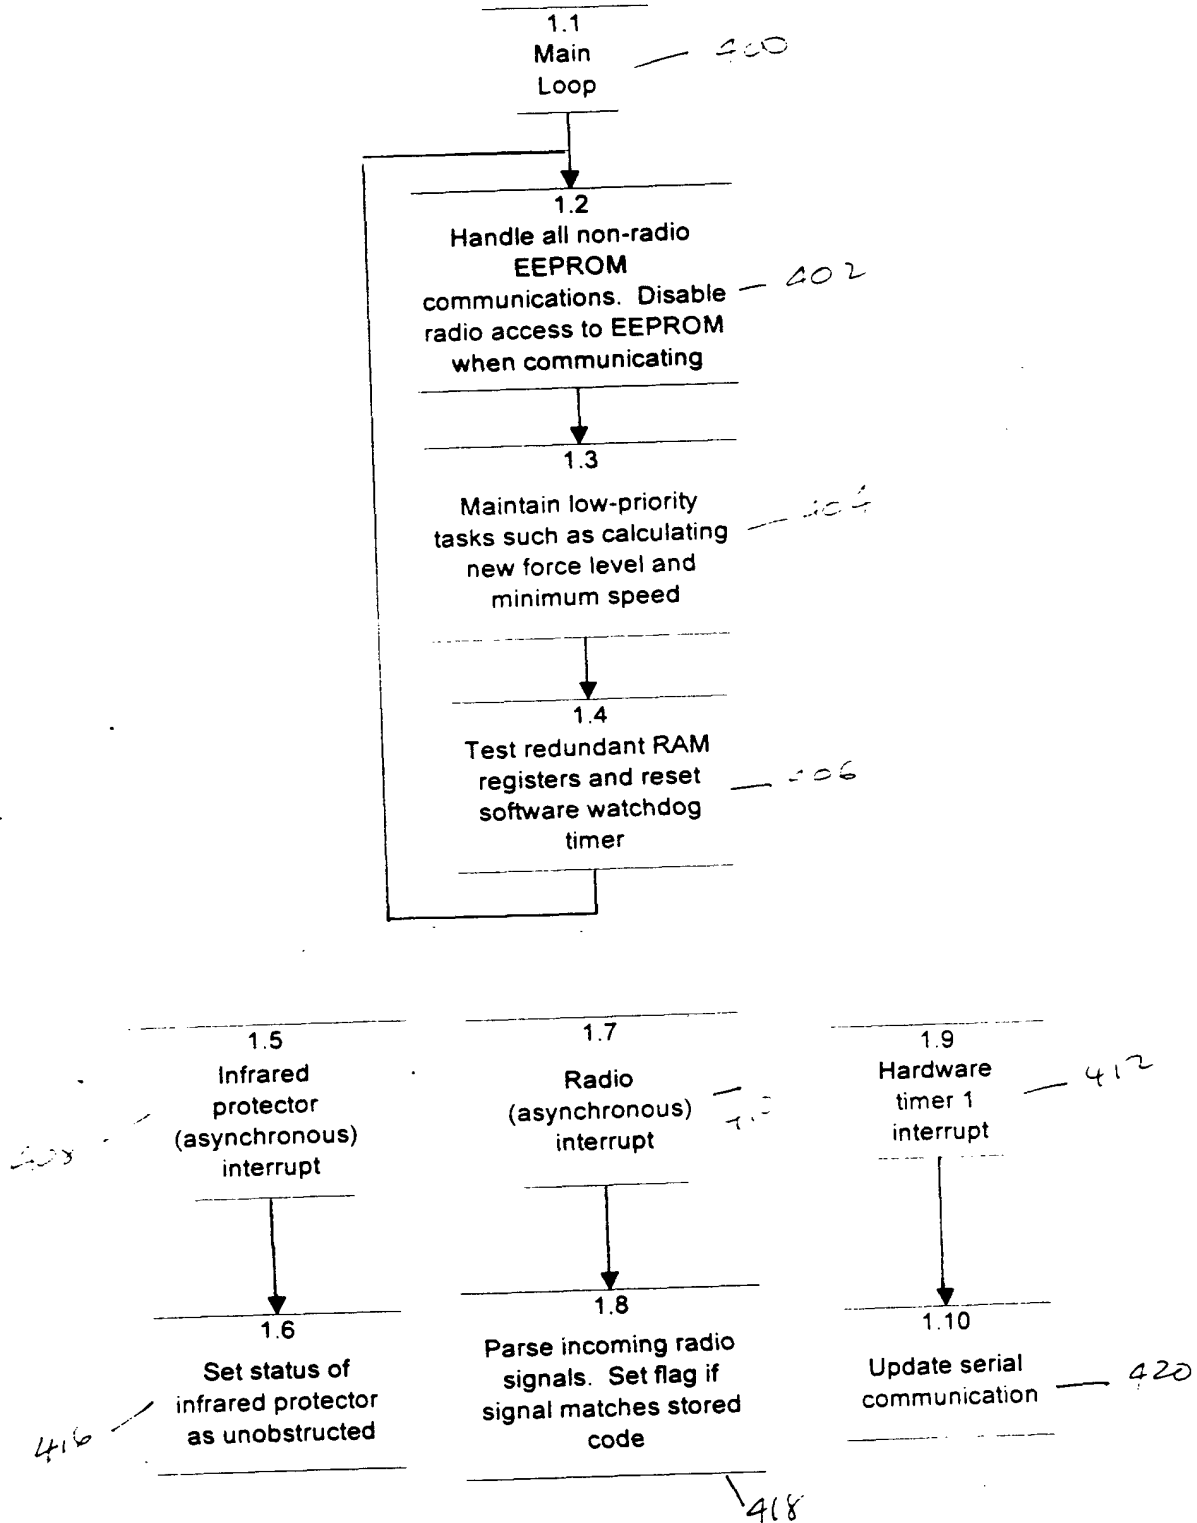 1.1
Main
Loop
400
1.2
Handle all non-radio
EEPROM
communications. Disable
radio access to EEPROM
when communicating
402
1.3
Maintain low-priority
tasks such as calculating
new force level and
minimum speed
404
1.4
Test redundant RAM
registers and reset
software watchdog
timer
406
1.5
Infrared
protector
(asynchronous)
interrupt
408
1.7
Radio
(asynchronous)
interrupt
1.9
Hardware
timer 1
interrupt
412
1.6
Set status of
infrared protector
as unobstructed
416
1.8
Parse incoming radio
signals. Set flag if
signal matches stored
code
418
1.10
Update serial
communication
420